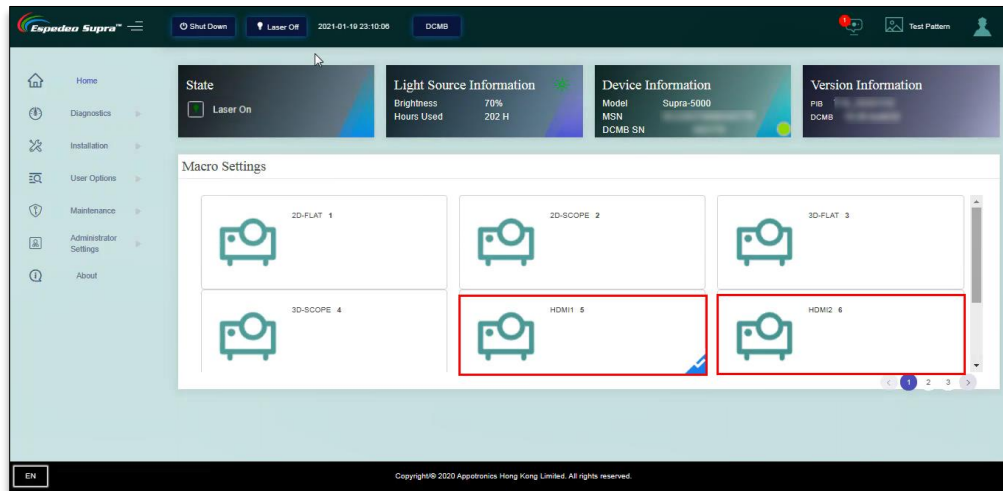 Espedeo Supra™
Shut Down
Laser Off
2021-01-19 23:10:06
DCMB
1
Test Pattern
Home
Diagnostics
Installation
User Options
Maintenance
Administrator
Settings
About
State
Laser On
Light Source Information
Brightness 70%
Hours Used 202 H
Device Information
Model Supra-5000
MSN
DCMB SN
Version Information
PIB
DCMB
Macro Settings
2D-FLAT 1
2D-SCOPE 2
3D-FLAT 3
3D-SCOPE 4
HDMI1 5
HDMI2 6
< 1 2 3 >
EN
Copyright® 2020 Appotronics Hong Kong Limited. All rights reserved.